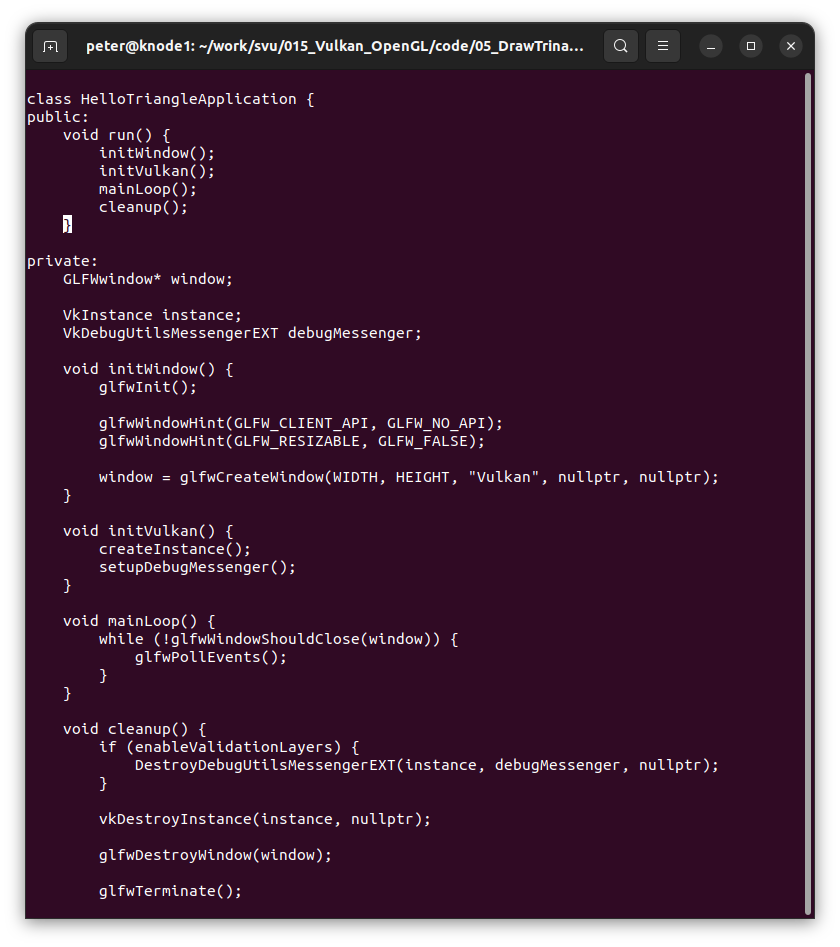 peter@knode1: ~/work/svu/015_Vulkan_OpenGL/code/05_DrawTrina...
class HelloTriangleApplication {
public:
    void run() {
        initWindow();
        initVulkan();
        mainLoop();
        cleanup();
    }

private:
    GLFWwindow* window;

    VkInstance instance;
    VkDebugUtilsMessengerEXT debugMessenger;

    void initWindow() {
        glfwInit();

        glfwWindowHint(GLFW_CLIENT_API, GLFW_NO_API);
        glfwWindowHint(GLFW_RESIZABLE, GLFW_FALSE);

        window = glfwCreateWindow(WIDTH, HEIGHT, "Vulkan", nullptr, nullptr);
    }

    void initVulkan() {
        createInstance();
        setupDebugMessenger();
    }

    void mainLoop() {
        while (!glfwWindowShouldClose(window)) {
            glfwPollEvents();
        }
    }

    void cleanup() {
        if (enableValidationLayers) {
            DestroyDebugUtilsMessengerEXT(instance, debugMessenger, nullptr);
        }

        vkDestroyInstance(instance, nullptr);

        glfwDestroyWindow(window);

        glfwTerminate();